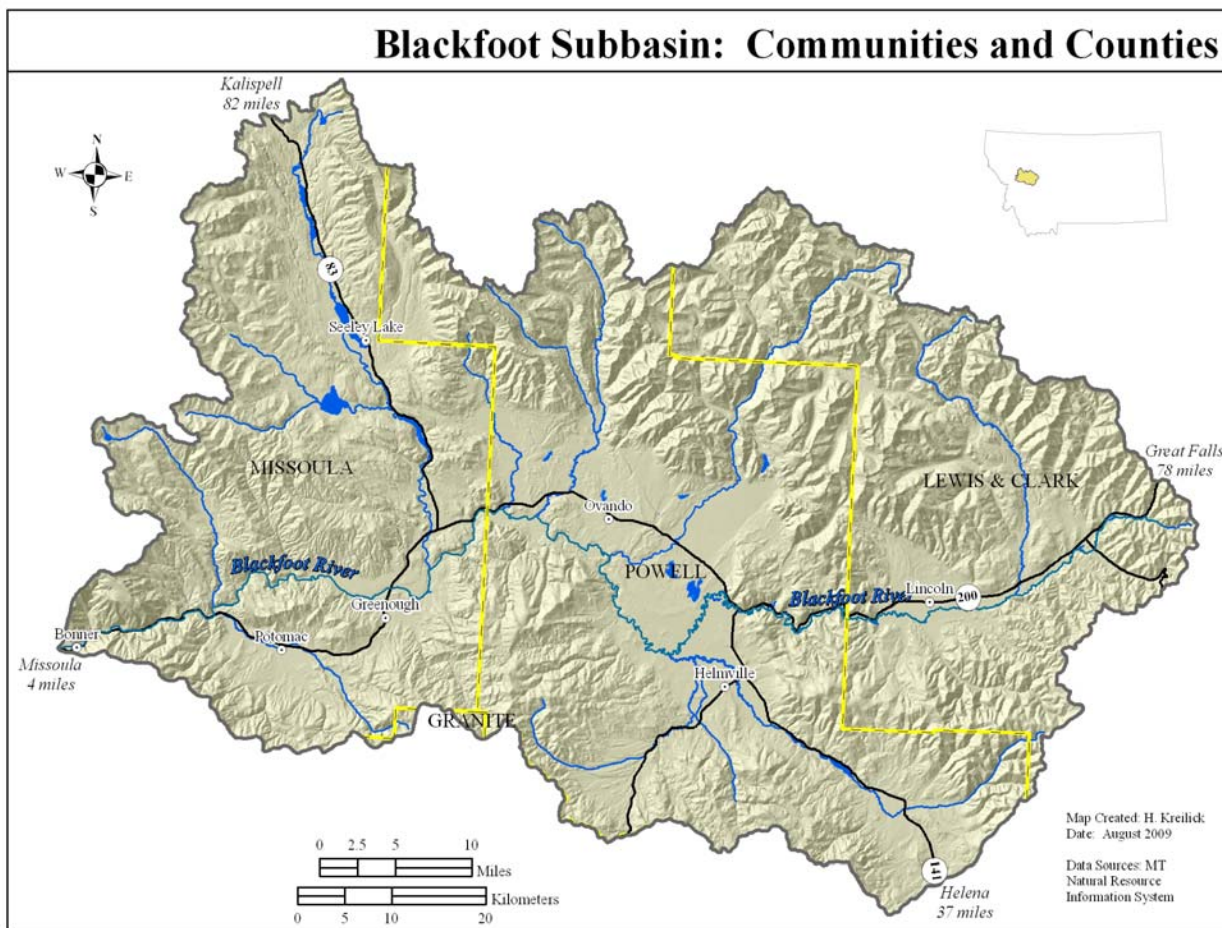 Blackfoot Subbasin: Communities and Counties
Kalispell
82 miles
N
W
E
S
83
Seeley Lake
MISSOULA
Great Falls
78 miles
LEWIS & CLARK
Ovando
Blackfoot River
POWELL
Blackfoot River
Lincoln
200
Greenough
Bonner
Potomac
Missoula
4 miles
Helmville
GRANITE
0 2.5 5 10
Miles
Kilometers
0 5 10 20
141
Helena
37 miles
Map Created: H. Kreilick
Date: August 2009
Data Sources: MT
Natural Resource
Information System